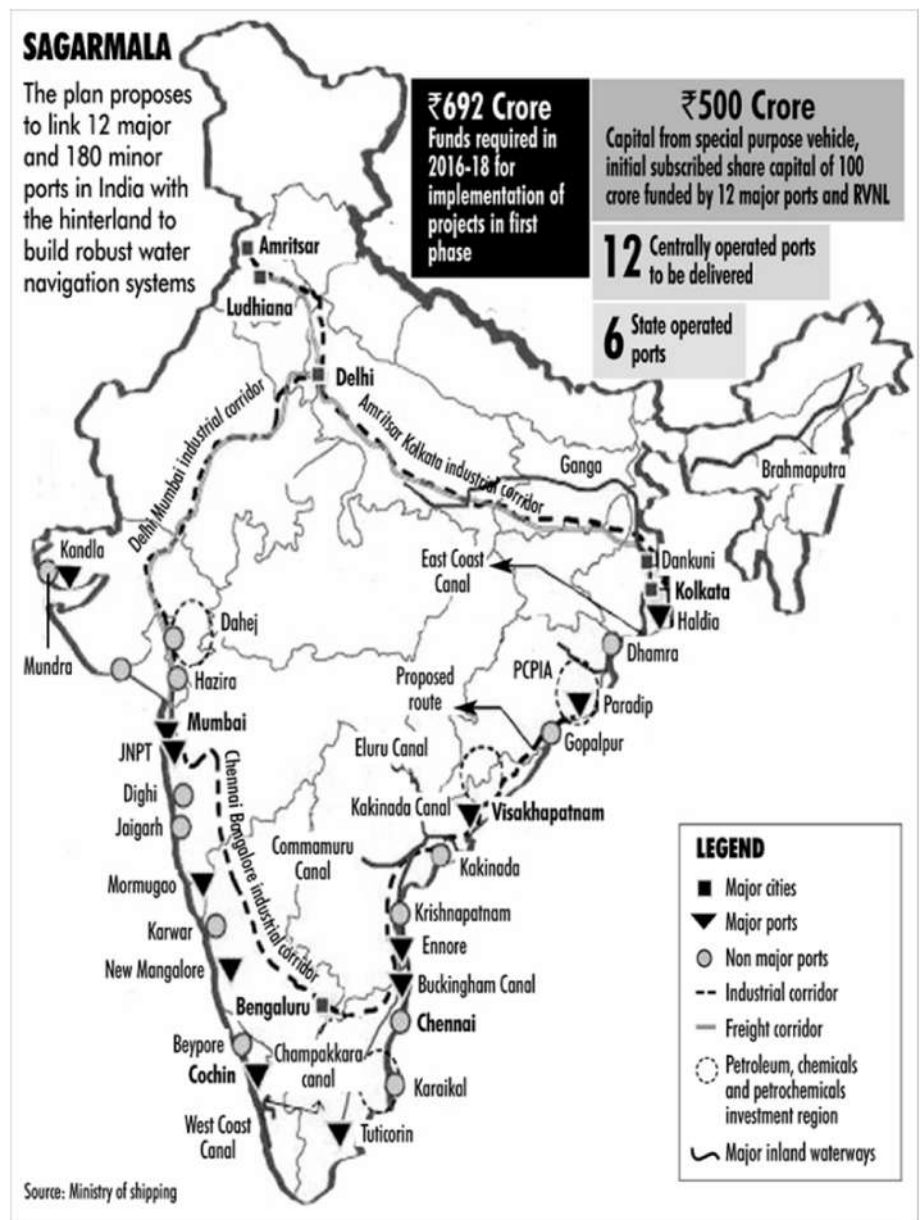 SAGARMALA
The plan proposes
to link 12 major
and 180 minor
ports in India with
the hinterland to
build robust water
navigation systems
₹692 Crore
Funds required in
2016-18 for
implementation of
projects in first
phase
₹500 Crore
Capital from special purpose vehicle,
initial subscribed share capital of 100
crore funded by 12 major ports and RVNL
12 Centrally operated ports
to be delivered
6 State operated
ports
Amritsar
Ludhiana
Delhi
Delhi Mumbai industrial corridor
Amritsar Kolkata industrial corridor
Ganga
Brahmaputra
Kandla
East Coast
Canal
Dankuni
Kolkata
Haldia
Dahej
Dhamra
Mundra
Hazira
PCPIA
Proposed
route
Paradip
Mumbai
Gopalpur
JNPT
Eluru Canal
Dighi
Kakinada Canal
Visakhapatnam
Jaigarh
Chennai Bangalore industrial corridor
Commamuru
Canal
Kakinada
Mormugao
Karwar
Krishnapatnam
Ennore
New Mangalore
Buckingham Canal
Bengaluru
Chennai
Beypore
Champakkara
canal
Cochin
Karaikal
West Coast
Canal
Tuticorin
LEGEND
Major cities
Major ports
Non major ports
Industrial corridor
Freight corridor
Petroleum, chemicals
and petrochemicals
investment region
Major inland waterways
Source: Ministry of shipping